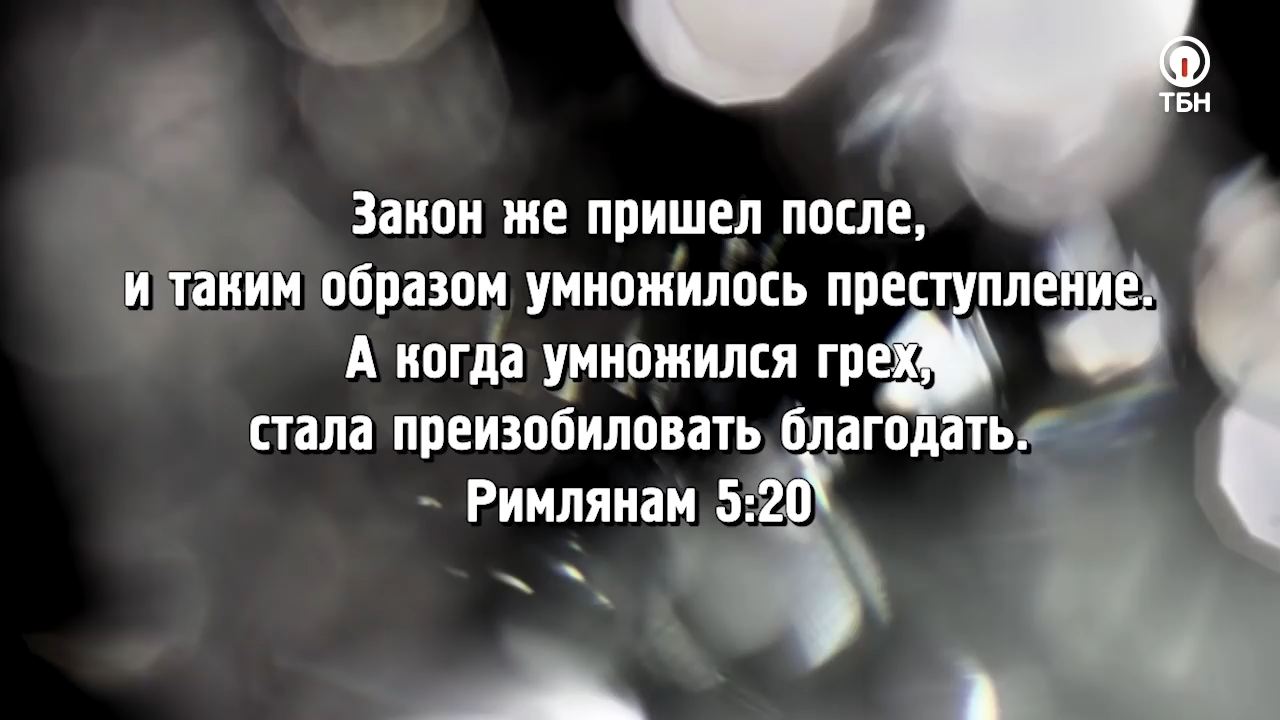 ТБН
Закон же пришел после,
и таким образом умножилось преступление.
А когда умножился грех,
стала преизобиловать благодать.
Римлянам 5:20